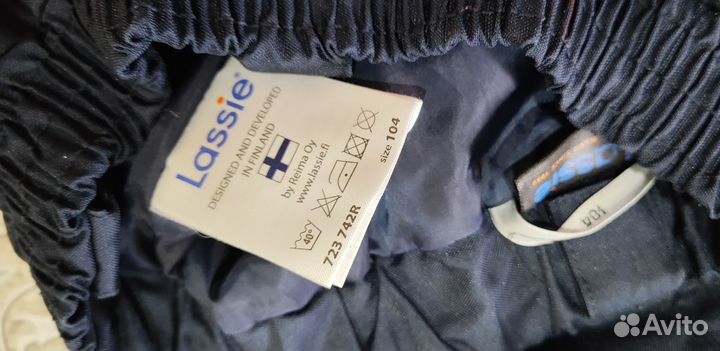 Lassie®
DESIGNED AND DEVELOPED
IN FINLAND
by Reima Oy
www.lassie.fi
size 104
40°
723 742R
104
Avito